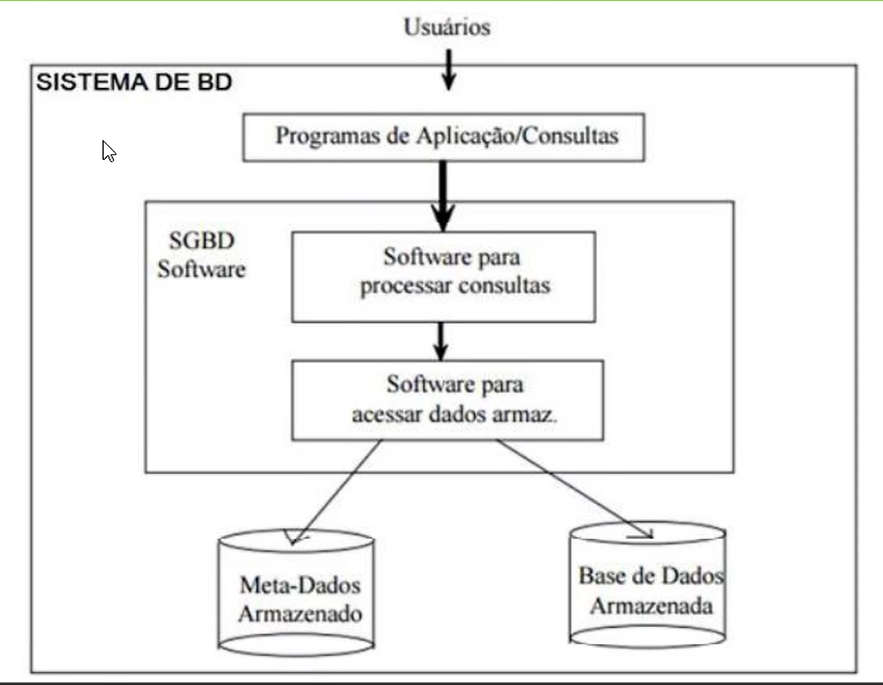 Usuários
SISTEMA DE BD
Programas de Aplicação/Consultas
SGBD
Software
Software para
processar consultas
Software para
acessar dados armaz.
Meta-Dados
Armazenado
Base de Dados
Armazenada